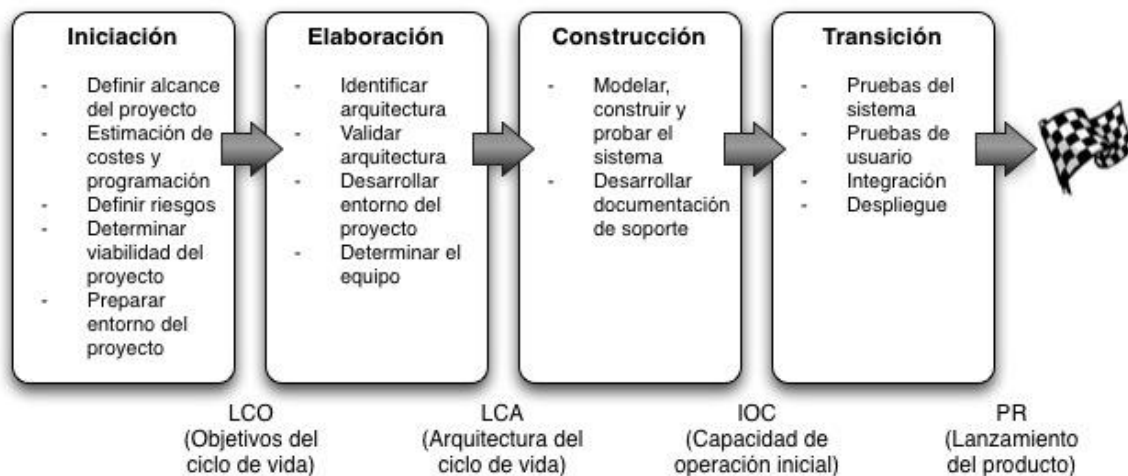 Iniciación
- Definir alcance
del proyecto
- Estimación de
costes y
programación
- Definir riesgos
- Determinar
viabilidad del
proyecto
- Preparar
entorno del
proyecto
Elaboración
- Identificar
arquitectura
- Validar
arquitectura
- Desarrollar
entorno del
proyecto
- Determinar el
equipo
Construcción
- Modelar,
construir y
probar el
sistema
- Desarrollar
documentación
de soporte
Transición
- Pruebas del
sistema
- Pruebas de
usuario
- Integración
- Despliegue
LCO
(Objetivos del
ciclo de vida)
LCA
(Arquitectura del
ciclo de vida)
IOC
(Capacidad de
operación inicial)
PR
(Lanzamiento
del producto)